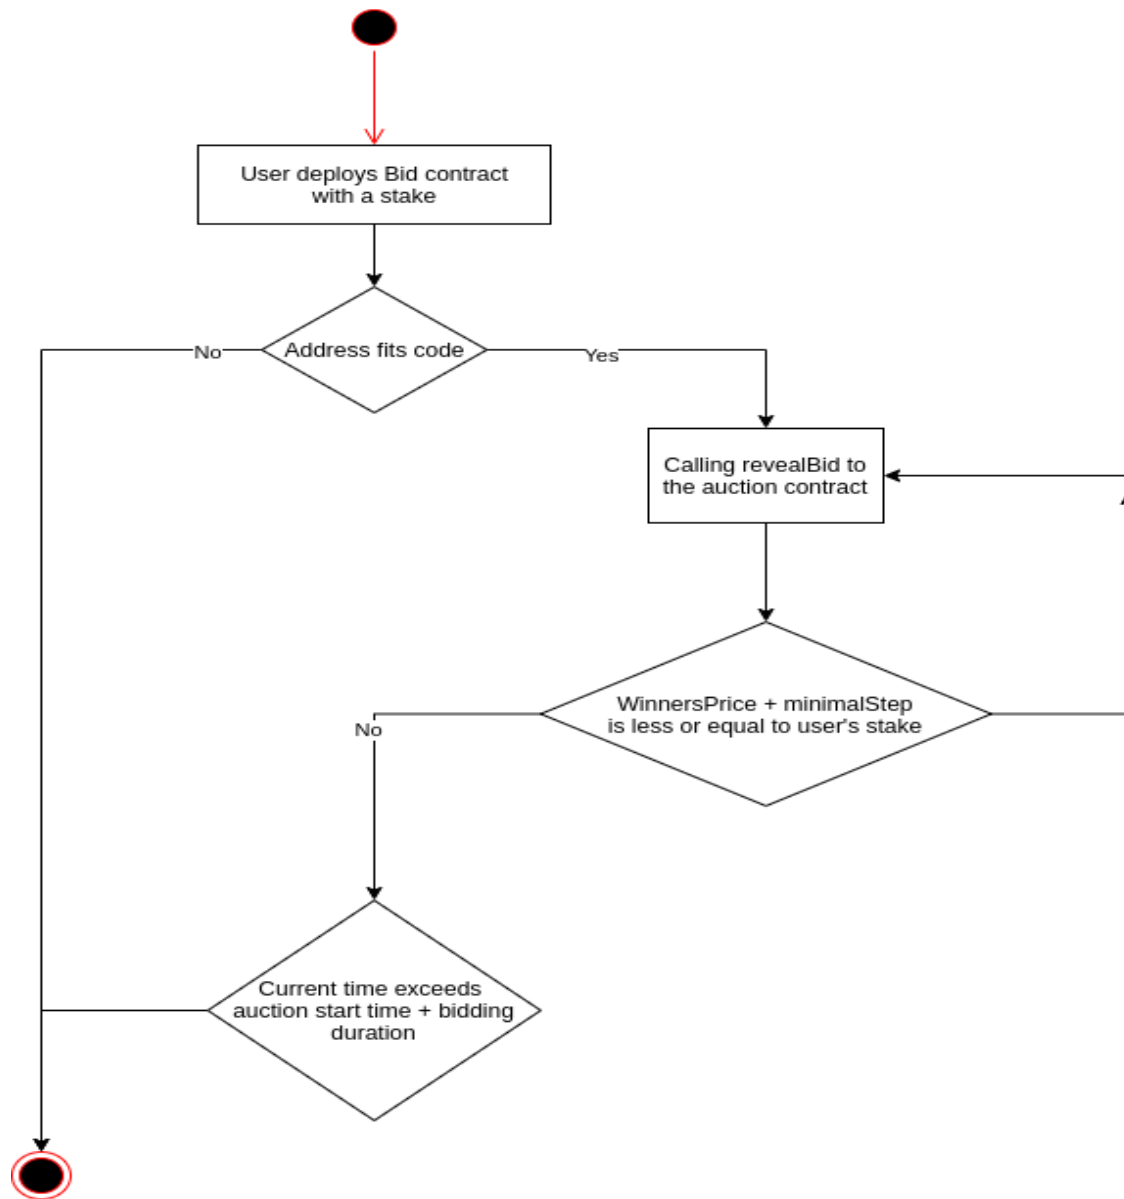 User deploys Bid contract
with a stake
Address fits code
No
Yes
Calling revealBid to
the auction contract
WinnersPrice + minimalStep
is less or equal to user's stake
No
Current time exceeds
auction start time + bidding
duration